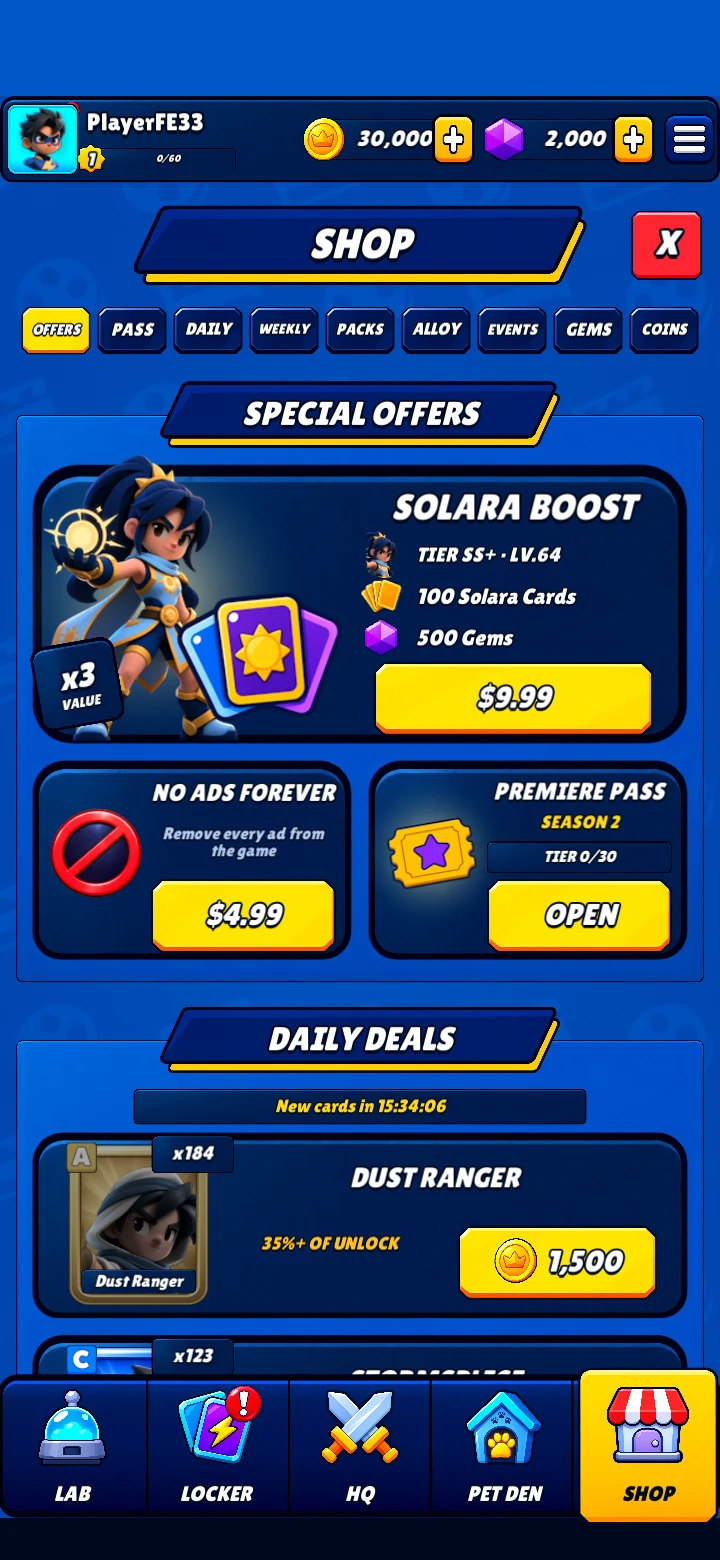 PlayerFE33
1
0/60
30,000
2,000
SHOP
X
OFFERS
PASS
DAILY
WEEKLY
PACKS
ALLOY
EVENTS
GEMS
COINS
SPECIAL OFFERS
SOLARA BOOST
TIER SS+ · LV.64
100 Solara Cards
500 Gems
x3
VALUE
$9.99
NO ADS FOREVER
Remove every ad from
the game
$4.99
PREMIERE PASS
SEASON 2
TIER 0/30
OPEN
DAILY DEALS
New cards in 15:34:06
A
x184
DUST RANGER
35%+ OF UNLOCK
1,500
Dust Ranger
C
x123
LAB
!
LOCKER
HQ
PET DEN
SHOP